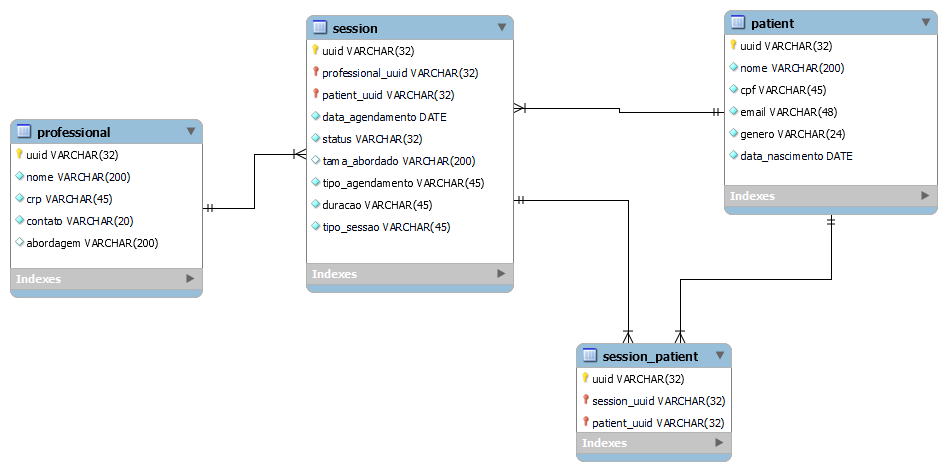 professional
uuid VARCHAR(32)
nome VARCHAR(200)
crp VARCHAR(45)
contato VARCHAR(20)
abordagem VARCHAR(200)
Indexes
session
uuid VARCHAR(32)
professional_uuid VARCHAR(32)
patient_uuid VARCHAR(32)
data_agendamento DATE
status VARCHAR(32)
tama_abordado VARCHAR(200)
tipo_agendamento VARCHAR(45)
duracao VARCHAR(45)
tipo_sessao VARCHAR(45)
Indexes
patient
uuid VARCHAR(32)
nome VARCHAR(200)
cpf VARCHAR(45)
email VARCHAR(48)
genero VARCHAR(24)
data_nascimento DATE
Indexes
session_patient
uuid VARCHAR(32)
session_uuid VARCHAR(32)
patient_uuid VARCHAR(32)
Indexes